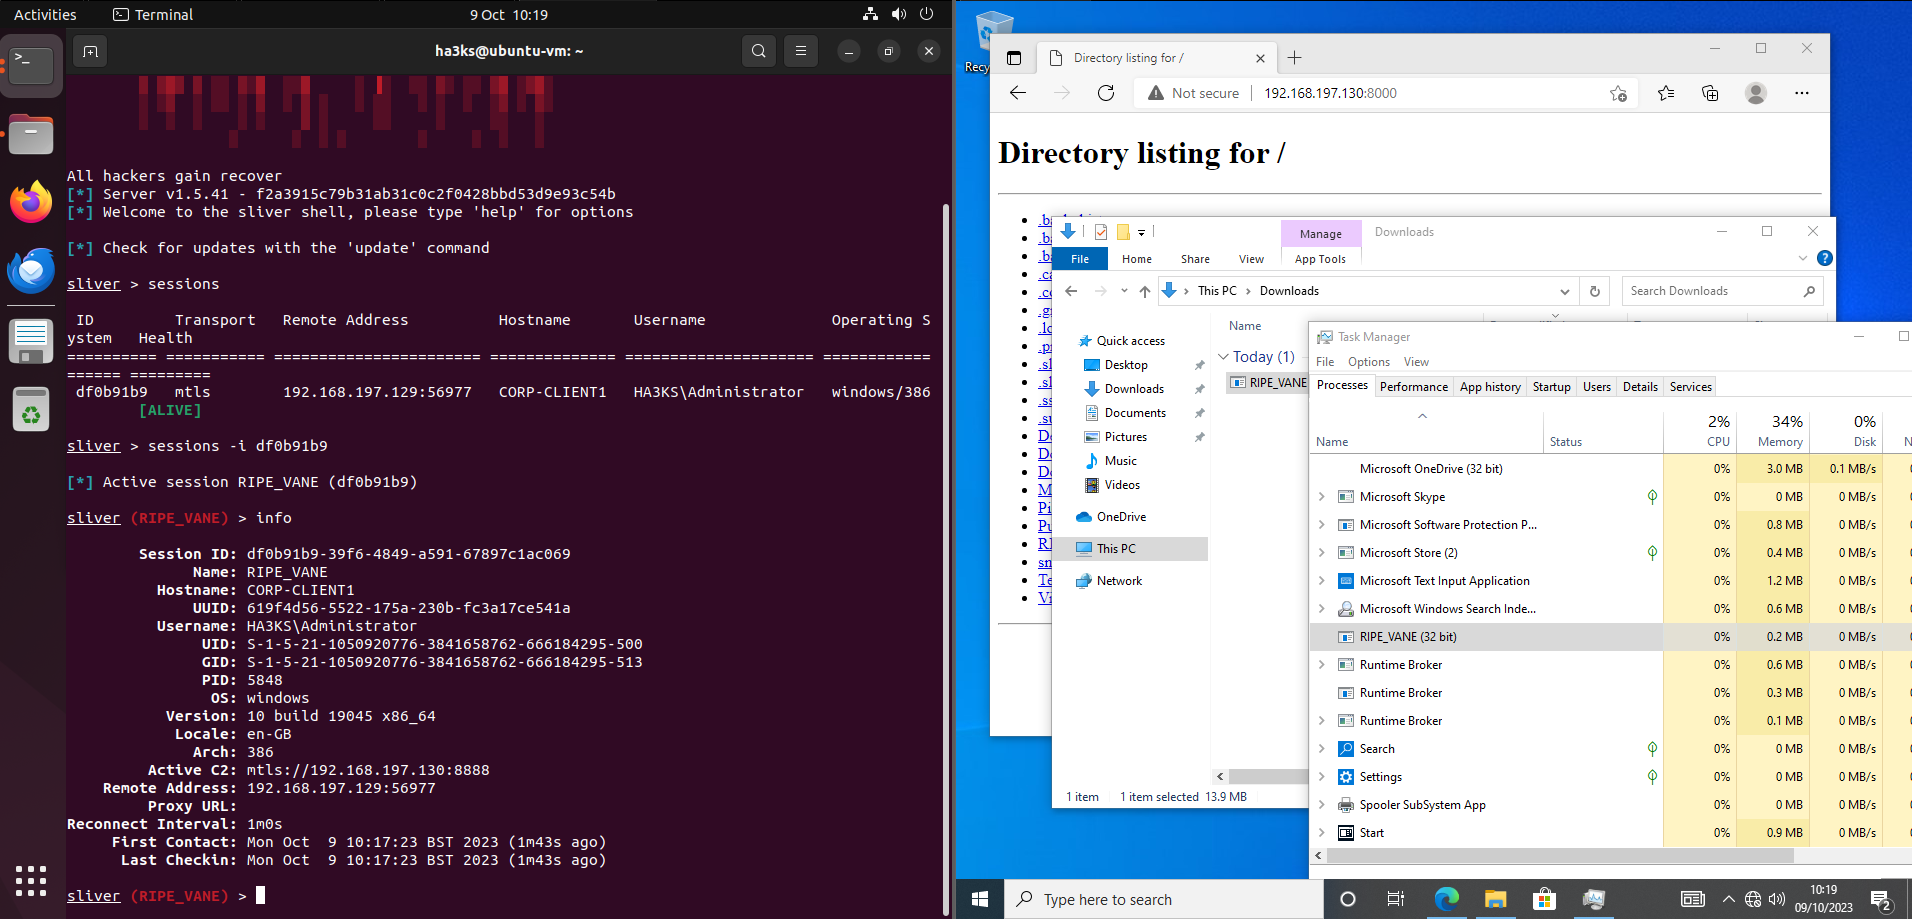 Activities
Terminal
9 Oct 10:19
ha3ks@ubuntu-vm: ~
All hackers gain recover
[*] Server v1.5.41 - f2a3915c79b31ab31c0c2f0428bbd53d9e93c54b
[*] Welcome to the sliver shell, please type 'help' for options
[*] Check for updates with the 'update' command
sliver > sessions
ID Transport Remote Address Hostname Username Operating S
ystem Health
========== =========== ======================= ============== ===================== ============
====== =========
df0b91b9 mtls 192.168.197.129:56977 CORP-CLIENT1 HA3KS\Administrator windows/386
[ALIVE]
sliver > sessions -i df0b91b9
[*] Active session RIPE_VANE (df0b91b9)
sliver (RIPE_VANE) > info
Session ID: df0b91b9-39f6-4849-a591-67897c1ac069
Name: RIPE_VANE
Hostname: CORP-CLIENT1
UUID: 619f4d56-5522-175a-230b-fc3a17ce541a
Username: HA3KS\Administrator
UID: S-1-5-21-1050920776-3841658762-666184295-500
GID: S-1-5-21-1050920776-3841658762-666184295-513
PID: 5848
OS: windows
Version: 10 build 19045 x86_64
Locale: en-GB
Arch: 386
Active C2: mtls://192.168.197.130:8888
Remote Address: 192.168.197.129:56977
Proxy URL:
Reconnect Interval: 1m0s
First Contact: Mon Oct 9 10:17:23 BST 2023 (1m43s ago)
Last Checkin: Mon Oct 9 10:17:23 BST 2023 (1m43s ago)
sliver (RIPE_VANE) >
Directory listing for /
Not secure
192.168.197.130:8000
Directory listing for /
Manage
Downloads
File Home Share View App Tools
This PC > Downloads
Search Downloads
Name
Quick access
Desktop
Downloads
Documents
Pictures
Music
Videos
OneDrive
This PC
Network
Today (1)
RIPE_VANE
1 item 1 item selected 13.9 MB
Task Manager
File Options View
Processes Performance App history Startup Users Details Services
2% 34% 0%
Name Status CPU Memory Disk
Microsoft OneDrive (32 bit) 0% 3.0 MB 0.1 MB/s
Microsoft Skype 0% 0 MB 0 MB/s
Microsoft Software Protection P... 0% 0.8 MB 0 MB/s
Microsoft Store (2) 0% 0.4 MB 0 MB/s
Microsoft Text Input Application 0% 1.2 MB 0 MB/s
Microsoft Windows Search Inde... 0% 0.6 MB 0 MB/s
RIPE_VANE (32 bit) 0% 0.2 MB 0 MB/s
Runtime Broker 0% 0.6 MB 0 MB/s
Runtime Broker 0% 0.3 MB 0 MB/s
Runtime Broker 0% 0.1 MB 0 MB/s
Search 0% 0 MB 0 MB/s
Settings 0% 0 MB 0 MB/s
Spooler SubSystem App 0% 0 MB 0 MB/s
Start 0% 0.9 MB 0 MB/s
Type here to search
10:19
09/10/2023
2